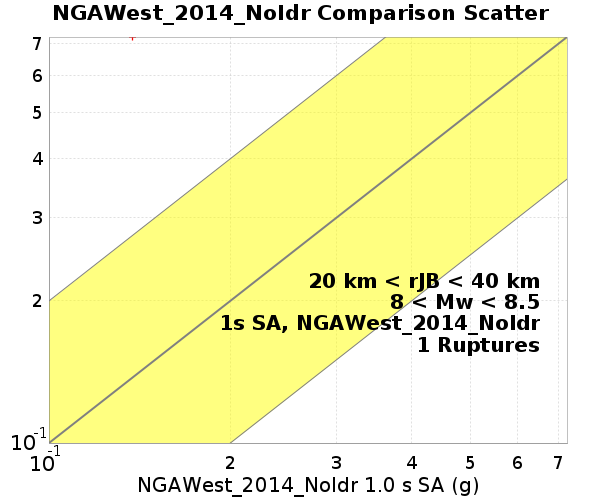 NGAWest_2014_NoIdr Comparison Scatter
7
6
5
4
3
2
10^-1
20 km < rJB < 40 km
8 < Mw < 8.5
1s SA, NGAWest_2014_NoIdr
1 Ruptures
10^-1 2 3 4 5 6 7
NGAWest_2014_NoIdr 1.0 s SA (g)